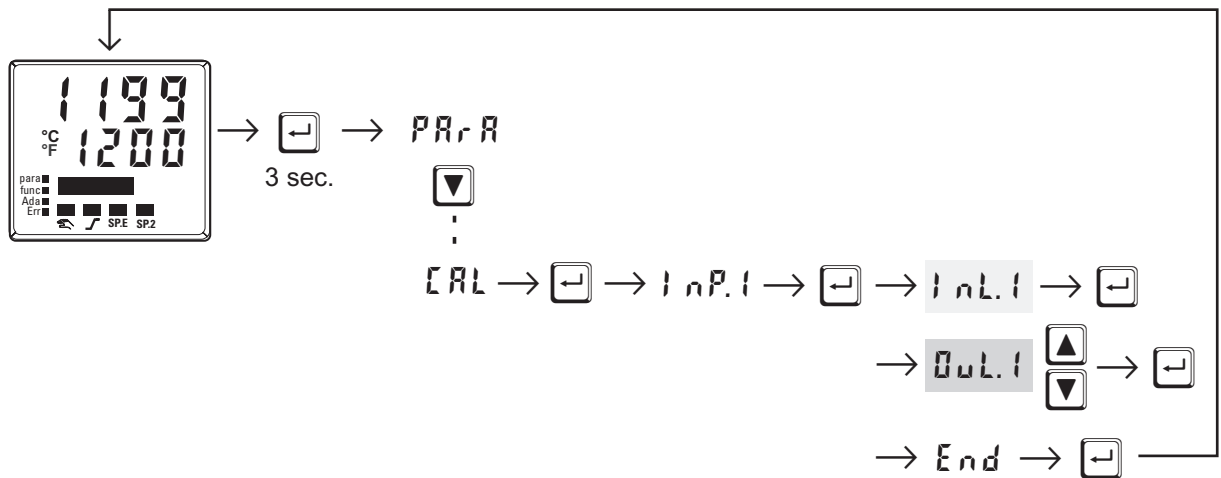 1199
°C
°F
1200
para
func
Ada
Err
SP.E SP.2
3 sec.
PArA
CAL
InP.1
InL.1
OuL.1
End